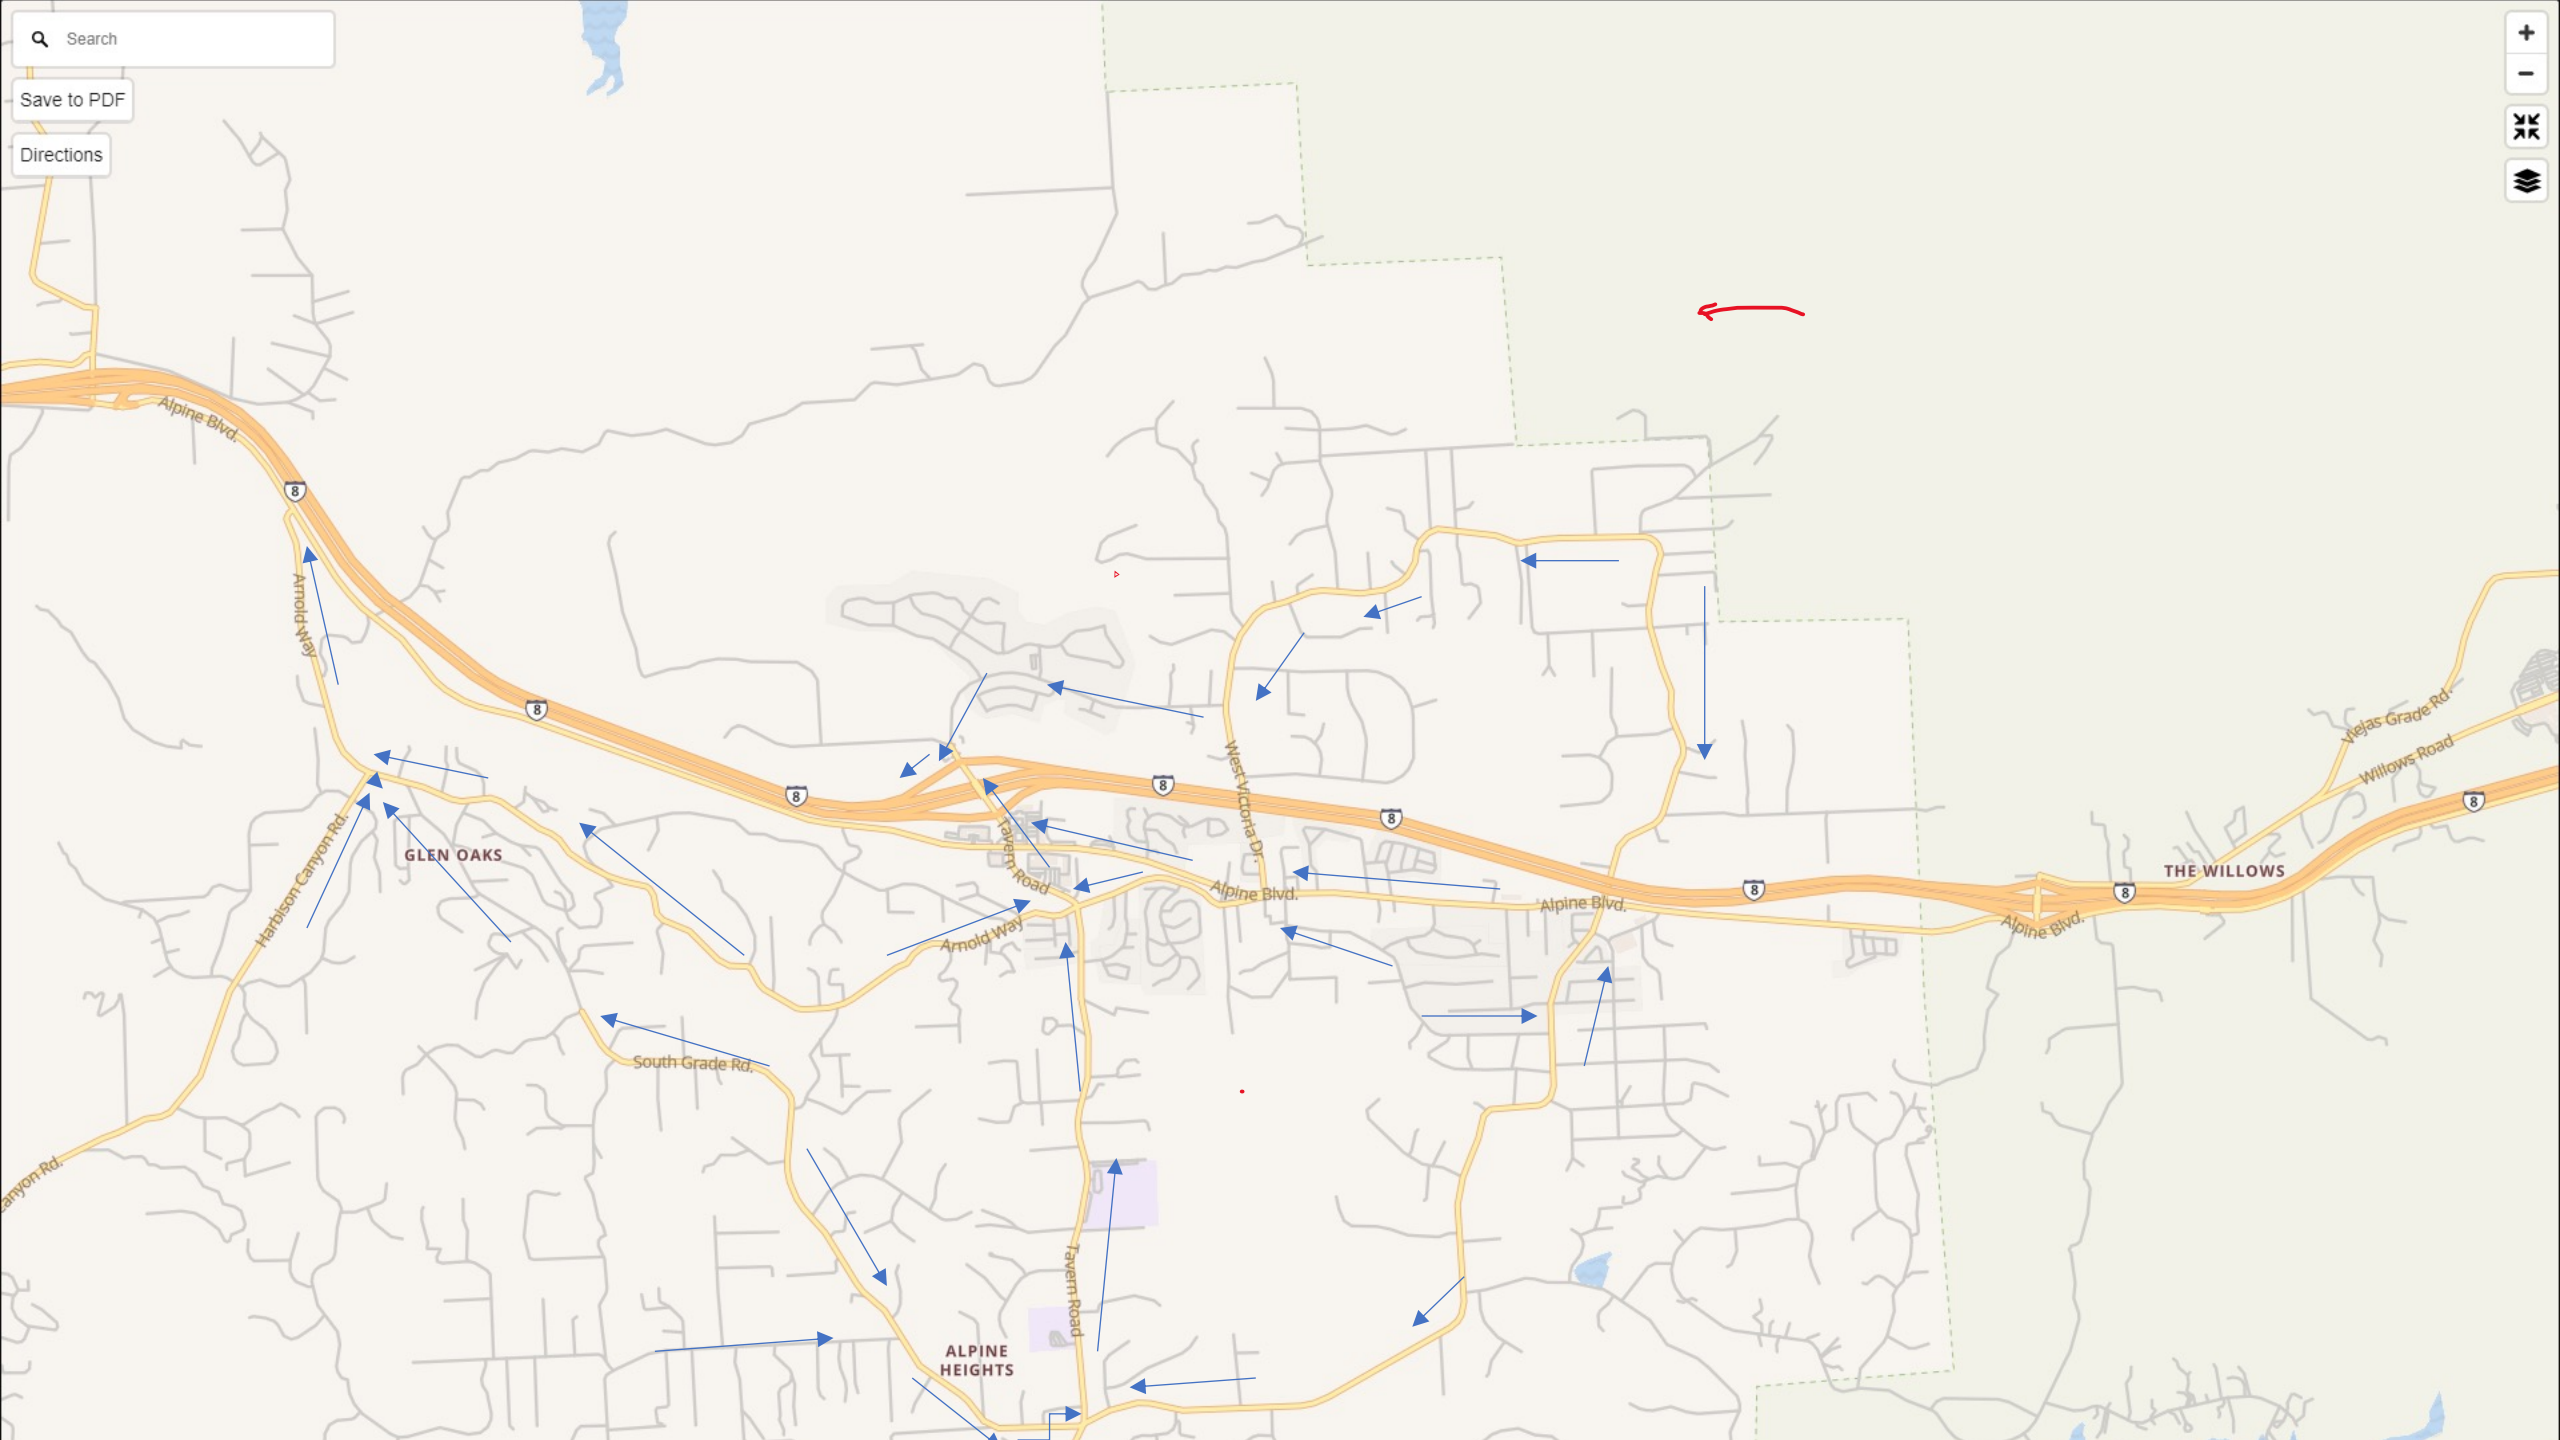 Search
Save to PDF
Directions
+
−
Alpine Blvd.
8
Arnold Way
8
8
8
8
8
8
8
West Victoria Dr.
Viejas Grade Rd.
Willows Road
Tavern Road
Harbison Canyon Rd.
GLEN OAKS
THE WILLOWS
Alpine Blvd.
Alpine Blvd.
Alpine Blvd.
Arnold Way
South Grade Rd.
anyon Rd.
Tavern Road
ALPINE
HEIGHTS